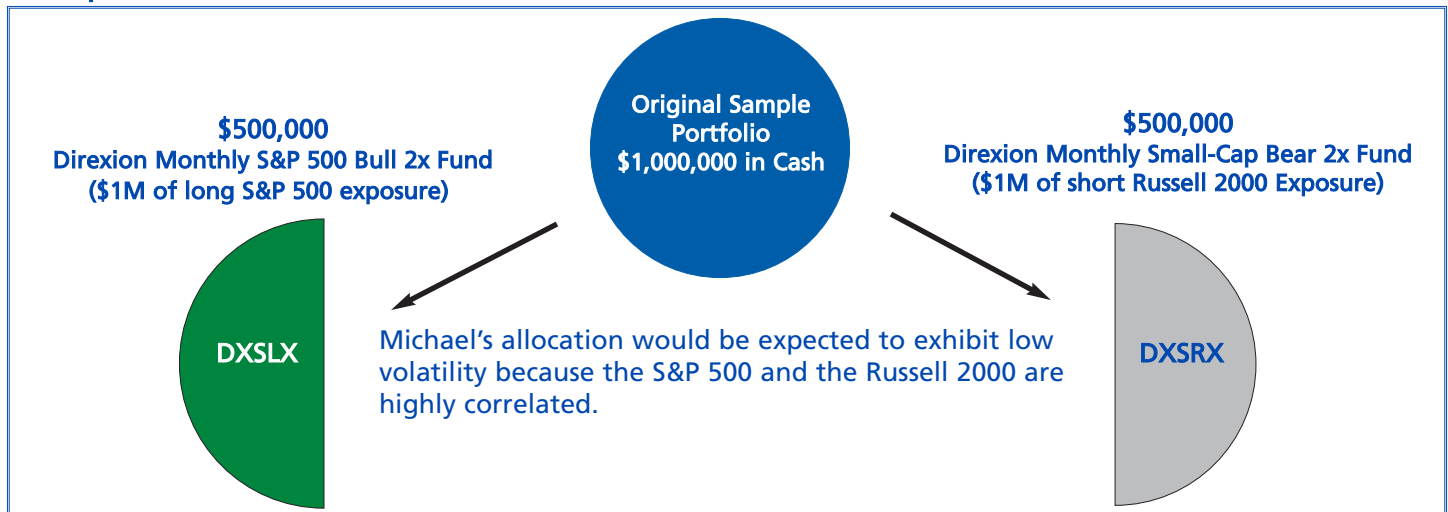 Original Sample
Portfolio
$1,000,000 in Cash
$500,000
Direxion Monthly S&P 500 Bull 2x Fund
($1M of long S&P 500 exposure)
$500,000
Direxion Monthly Small-Cap Bear 2x Fund
($1M of short Russell 2000 Exposure)
DXSLX
Michael’s allocation would be expected to exhibit low
volatility because the S&P 500 and the Russell 2000 are
highly correlated.
DXSRX